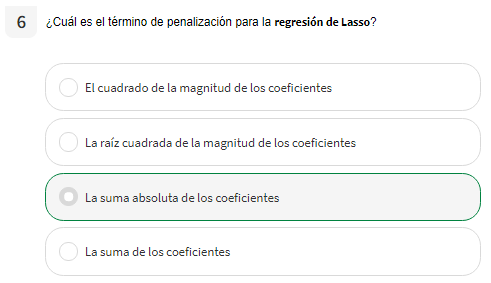 6
¿Cuál es el término de penalización para la regresión de Lasso?
El cuadrado de la magnitud de los coeficientes
La raíz cuadrada de la magnitud de los coeficientes
La suma absoluta de los coeficientes
La suma de los coeficientes